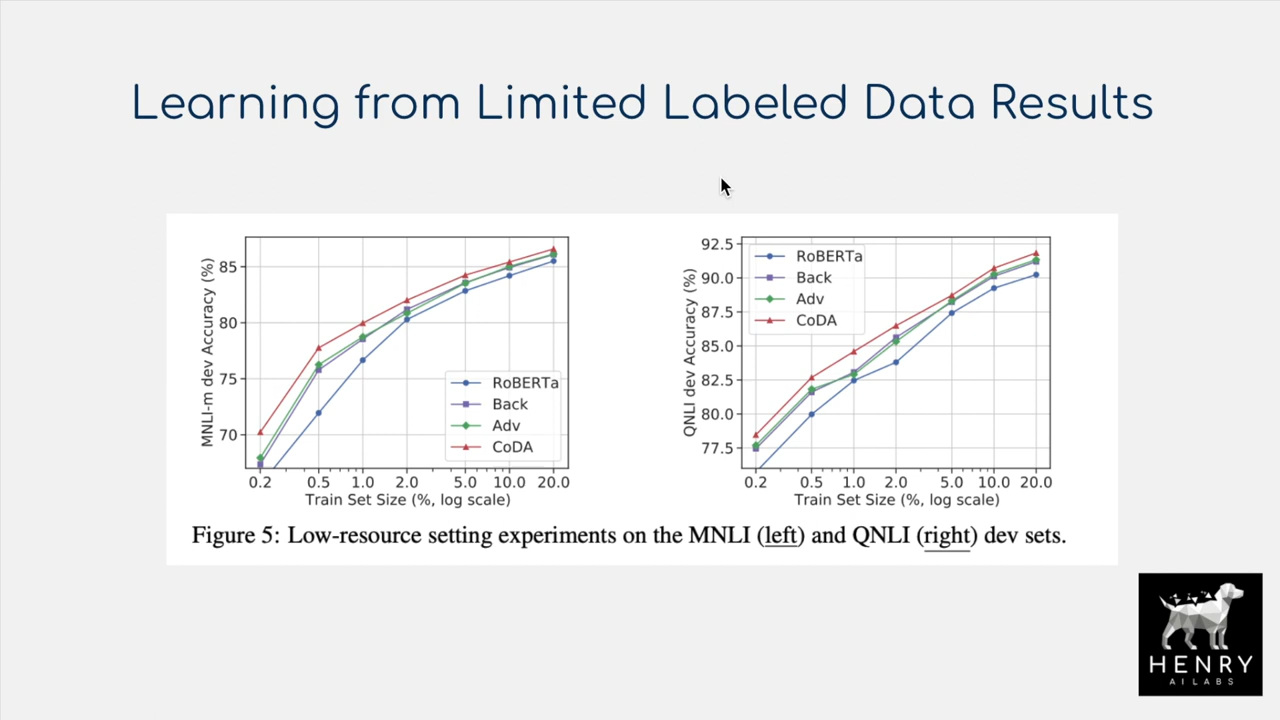 Learning from Limited Labeled Data Results
MNLI-m dev Accuracy (%)
85
80
75
70
RoBERTa
Back
Adv
CoDA
0.2 0.5 1.0 2.0 5.0 10.0 20.0
Train Set Size (%, log scale)
QNLI dev Accuracy (%)
92.5
90.0
87.5
85.0
82.5
80.0
77.5
RoBERTa
Back
Adv
CoDA
0.2 0.5 1.0 2.0 5.0 10.0 20.0
Train Set Size (%, log scale)
Figure 5: Low-resource setting experiments on the MNLI (left) and QNLI (right) dev sets.
HENRY
AI LABS